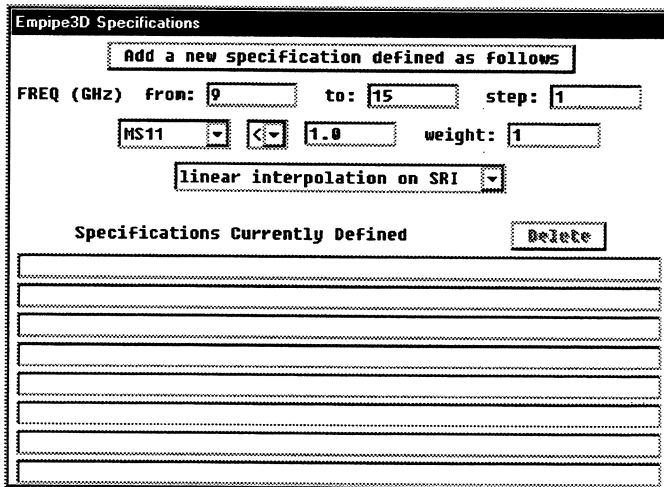 Empipe3D Specifications
Add a new specification defined as follows
FREQ (GHz) from: 9 to: 15 step: 1
MS11 < 1.0 weight: 1
linear interpolation on SRI
Specifications Currently Defined Delete